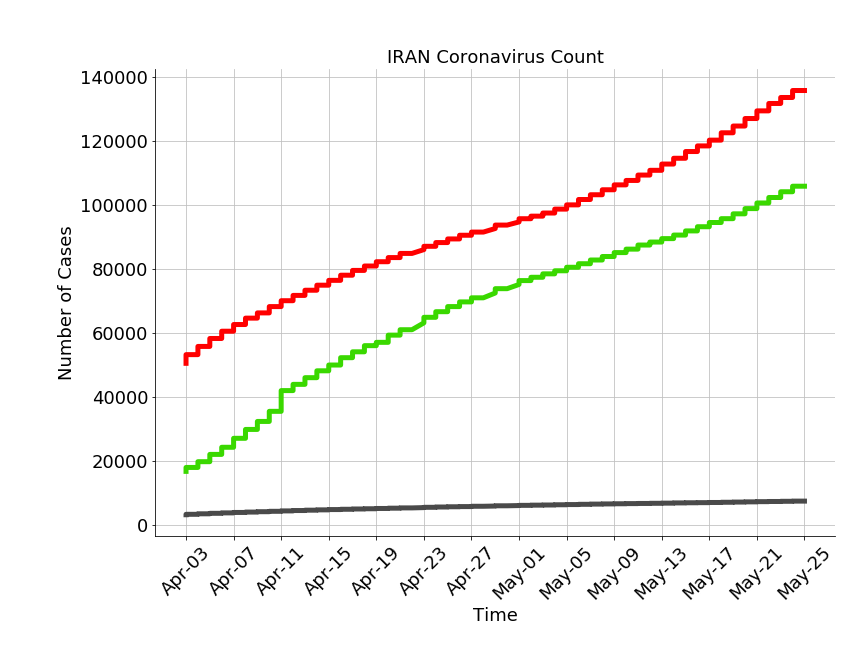 IRAN Coronavirus Count
140000
120000
100000
80000
60000
40000
20000
0
Number of Cases
Apr-03
Apr-07
Apr-11
Apr-15
Apr-19
Apr-23
Apr-27
May-01
May-05
May-09
May-13
May-17
May-21
May-25
Time